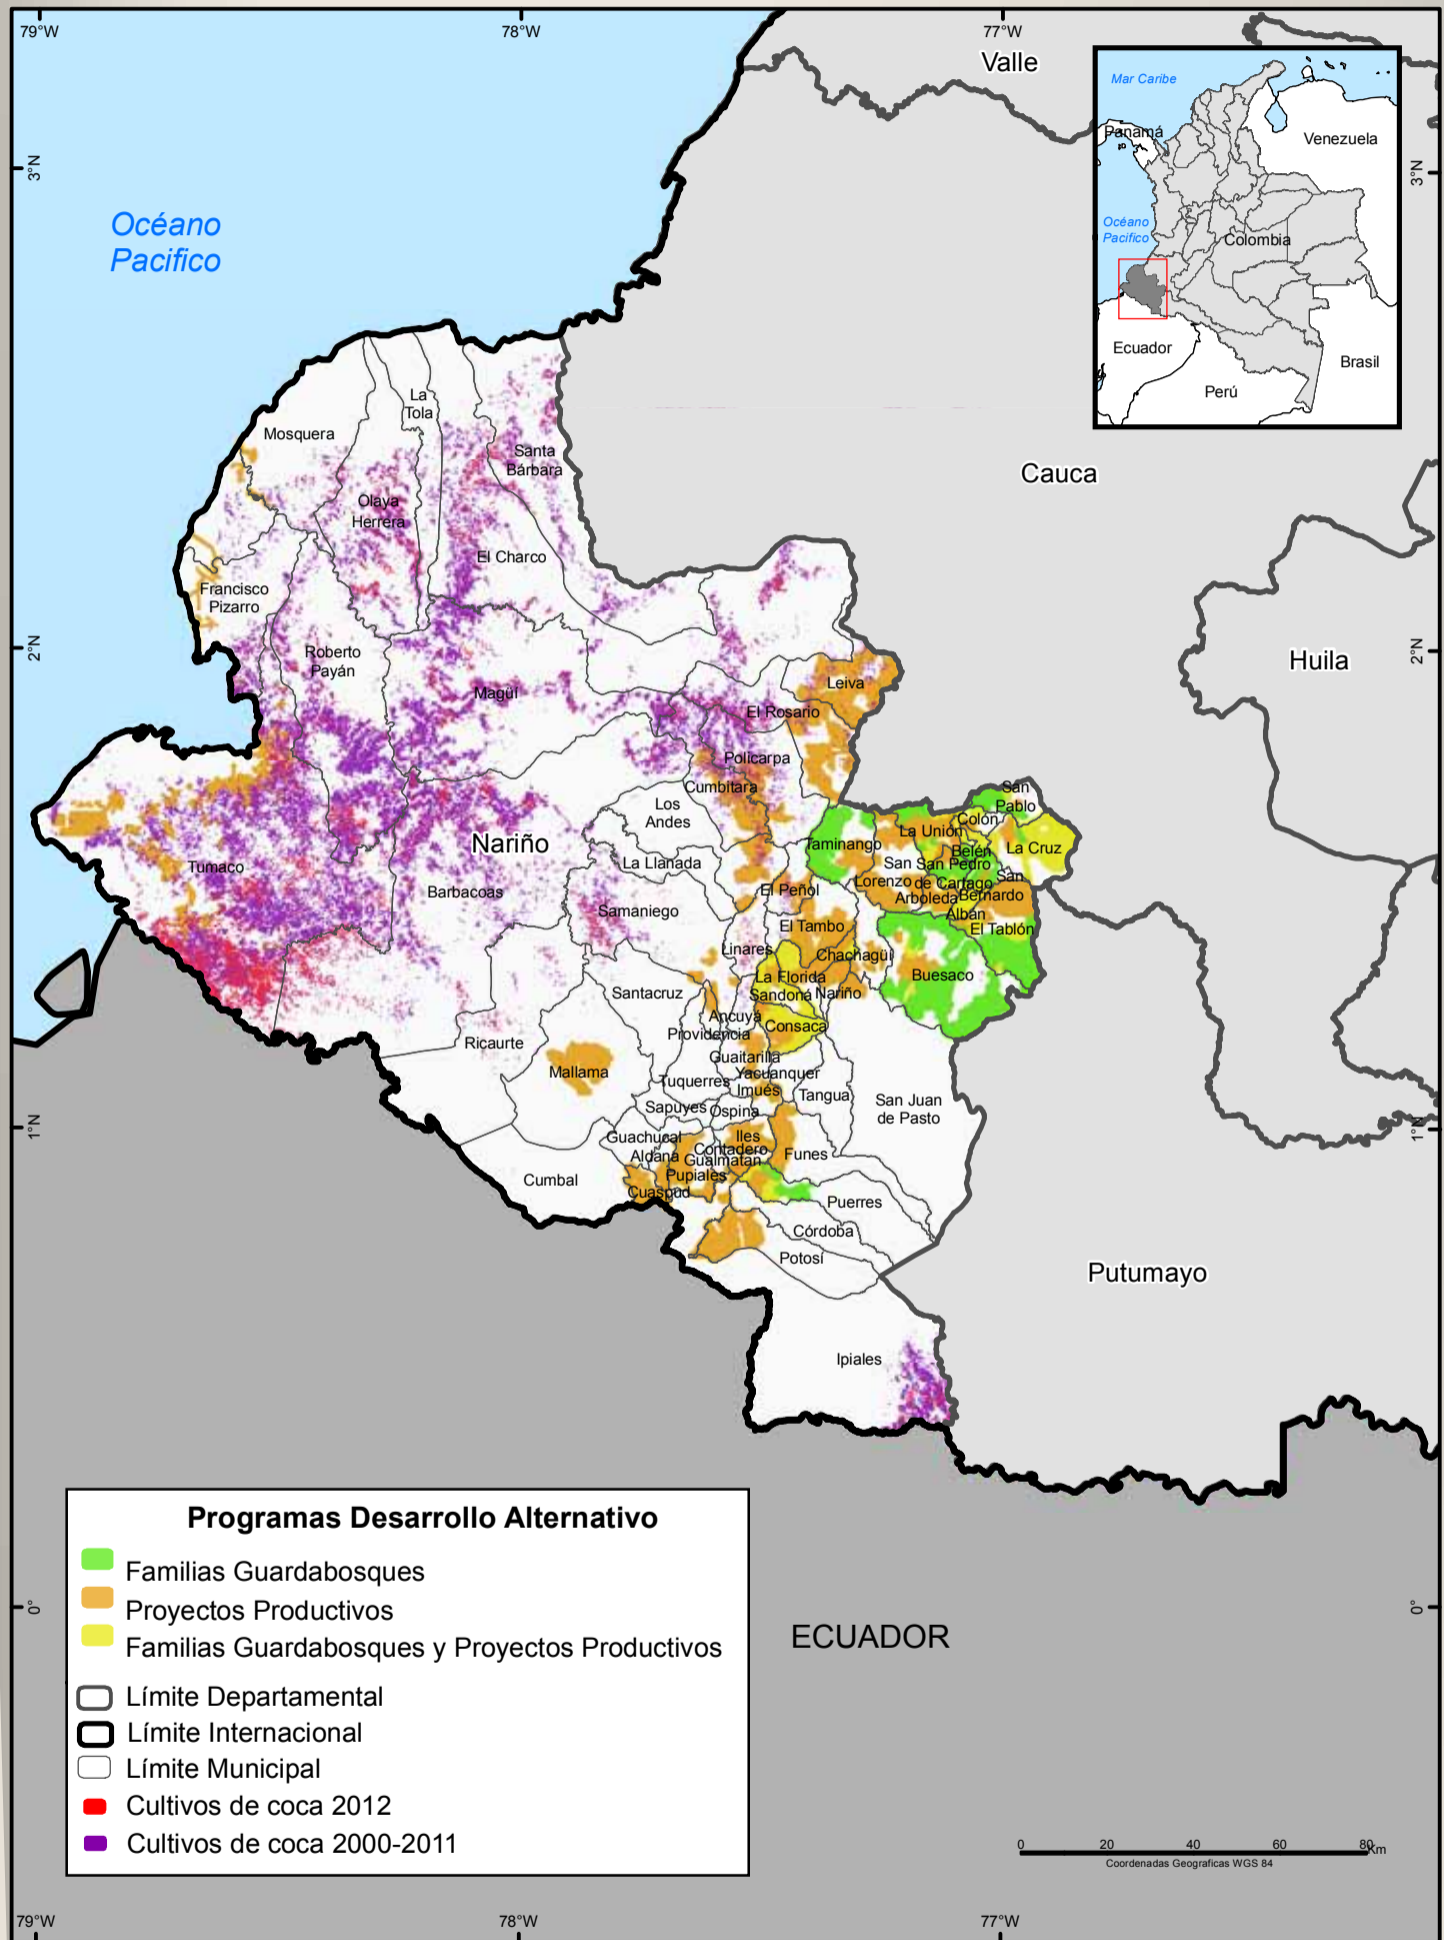 79°W
78°W
77°W
Valle
Mar Caribe
Panamá
Venezuela
3°N
3°N
Océano
Pacifico
Océano
Pacifico
Colombia
Ecuador
Brasil
Perú
La
Tola
Mosquera
Santa
Bárbara
Cauca
Olaya
Herrera
El Charco
Francisco
Pizarro
2°N
2°N
Roberto
Payán
Huila
Magüí
Leiva
El Rosario
Policarpa
Cumbitara
San
Pablo
Los
Andes
Colón
La Unión
Nariño
Taminango
Belén
La Cruz
La Llanada
San San Pedro
Tumaco
San
Lorenzo de Cartago
Barbacoas
El Peñol
Arboleda Bernardo
Samaniego
Albán
El Tambo
El Tablón
Linares
Chachagüí
La Florida
Buesaco
Santacruz
Sandoná Nariño
Ancuyá
Consaca
Providencia
Ricaurte
Guaitarilla
Mallama
Yacuanquer
Tuquerres
Imués
Tangua
San Juan
de Pasto
Sapuyes Ospina
1°N
1°N
Guachucal
Iles
Contadero
Aldana
Gualmatán
Funes
Pupiales
Cumbal
Cuaspud
Puerres
Córdoba
Potosí
Putumayo
Ipiales
Programas Desarrollo Alternativo
Familias Guardabosques
Proyectos Productivos
Familias Guardabosques y Proyectos Productivos
Límite Departamental
Límite Internacional
Límite Municipal
Cultivos de coca 2012
Cultivos de coca 2000-2011
0°
0°
ECUADOR
0 20 40 60 80 Km
Coordenadas Geograficas WGS 84
79°W
78°W
77°W